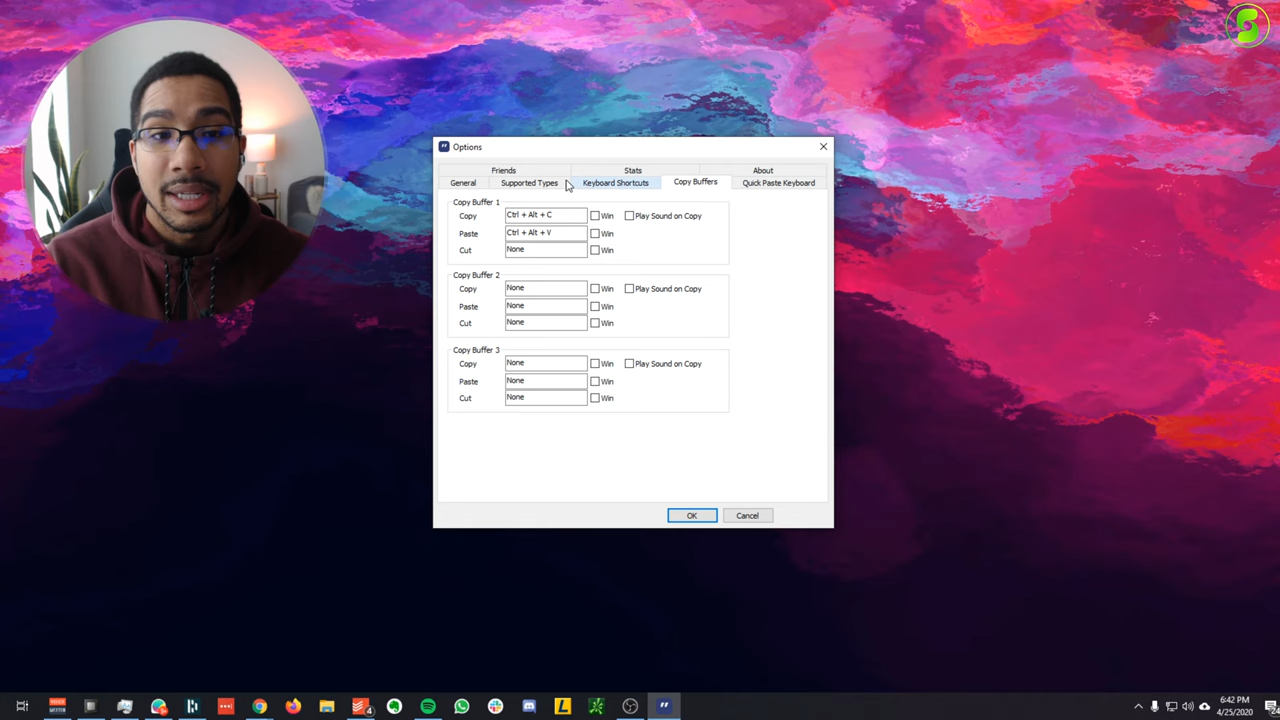 Options
Friends Stats About
General Supported Types Keyboard Shortcuts Copy Buffers Quick Paste Keyboard
Copy Buffer 1
Copy Ctrl + Alt + C Win Play Sound on Copy
Paste Ctrl + Alt + V Win
Cut None Win
Copy Buffer 2
Copy None Win Play Sound on Copy
Paste None Win
Cut None Win
Copy Buffer 3
Copy None Win Play Sound on Copy
Paste None Win
Cut None Win
OK Cancel
6:42 PM
4/25/2020